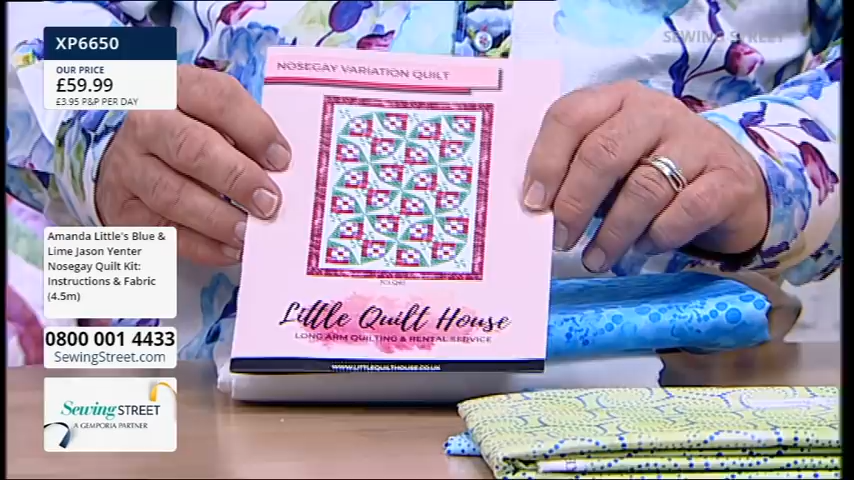 XP6650
OUR PRICE
£59.99
£3.95 P&P PER DAY
SEWING STREET
NOSEGAY VARIATION QUILT
Amanda Little's Blue &
Lime Jason Yenter
Nosegay Quilt Kit:
Instructions & Fabric
(4.5m)
Little Quilt House
LONG ARM QUILTING & RENTAL SERVICE
WWW.LITTLEQUILTHOUSE.CO.UK
0800 001 4433
SewingStreet.com
Sewing STREET
A GEMPORIA PARTNER